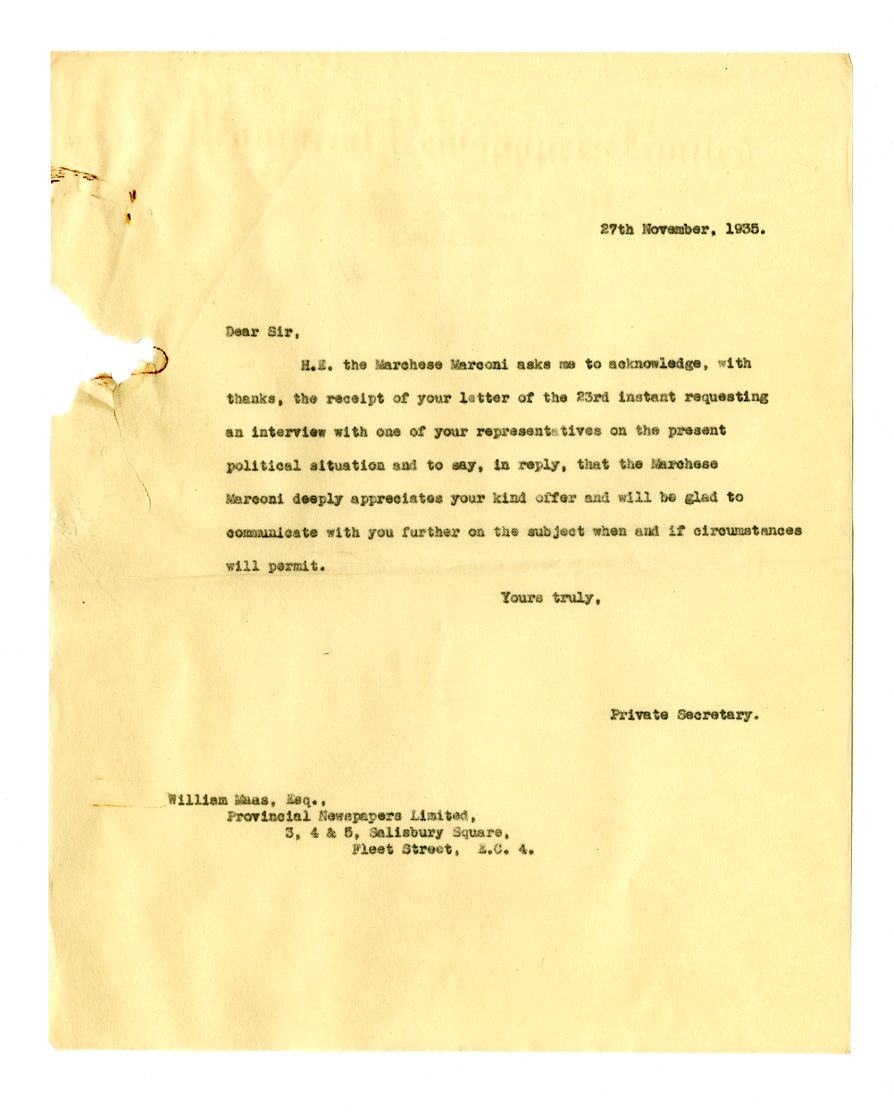 27th November, 1935.
Dear Sir,
H.E. the Marchese Marconi asks me to acknowledge, with
thanks, the receipt of your letter of the 23rd instant requesting
an interview with one of your representatives on the present
political situation and to say, in reply, that the Marchese
Marconi deeply appreciates your kind offer and will be glad to
communicate with you further on the subject when and if circumstances
will permit.
Yours truly,
Private Secretary.
William Maas, Esq.,
Provincial Newspapers Limited,
3, 4 & 5, Salisbury Square,
Fleet Street, E.C. 4.